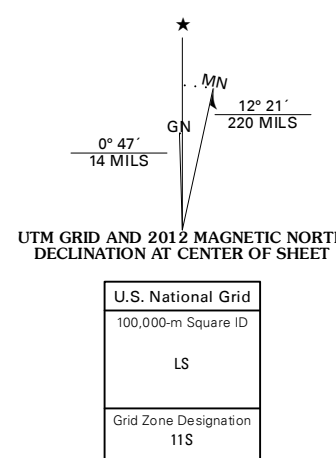 ★
MN
GN
12° 21´
220 MILS
0° 47´
14 MILS
UTM GRID AND 2012 MAGNETIC NORTH
DECLINATION AT CENTER OF SHEET
U.S. National Grid
100,000-m Square ID
LS
Grid Zone Designation
11S